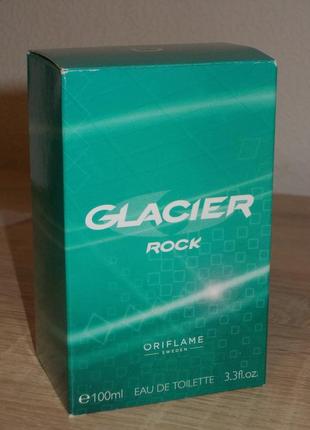 GLACIER
ROCK
ORIFLAME
SWEDEN
℮100ml EAU DE TOILETTE 3.3fl.oz.